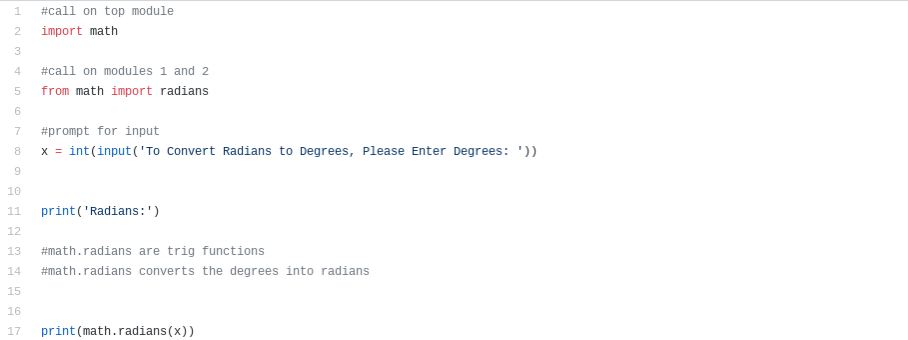 1 #call on top module
2 import math
3
4 #call on modules 1 and 2
5 from math import radians
6
7 #prompt for input
8 x = int(input('To Convert Radians to Degrees, Please Enter Degrees: '))
9
10
11 print('Radians:')
12
13 #math.radians are trig functions
14 #math.radians converts the degrees into radians
15
16
17 print(math.radians(x))